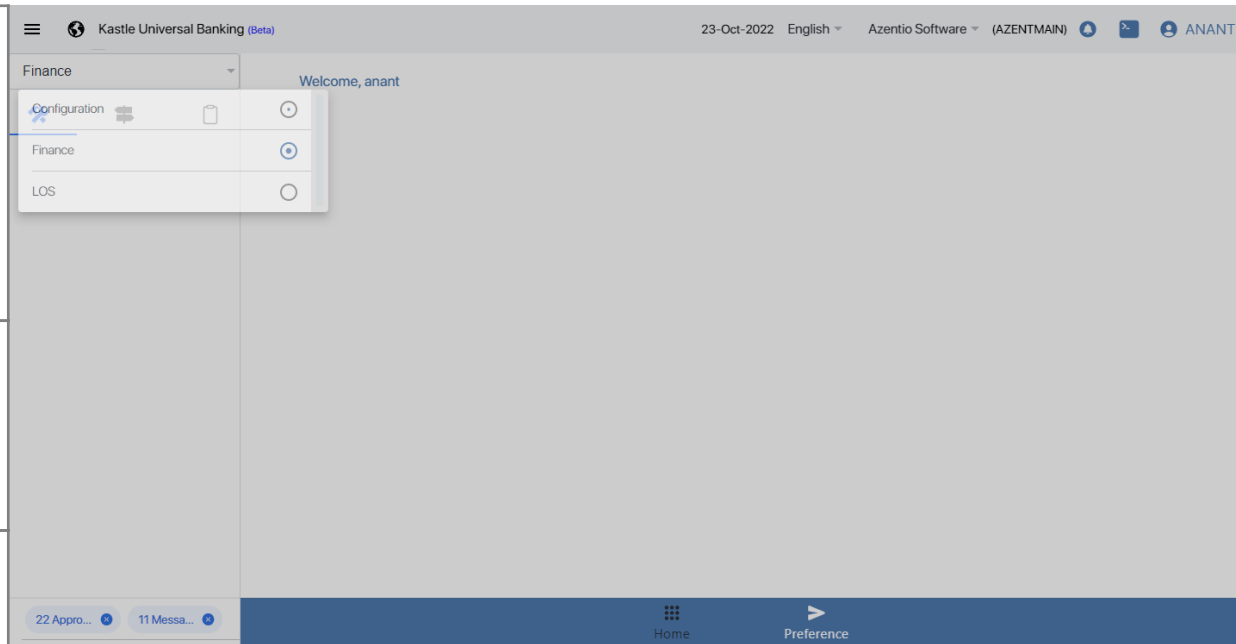 Kastle Universal Banking (Beta)
23-Oct-2022 English Azentio Software (AZENTMAIN) ANANT
Finance
Welcome, anant
Configuration
Finance
LOS
22 Appro... 11 Messa...
Home
Preference